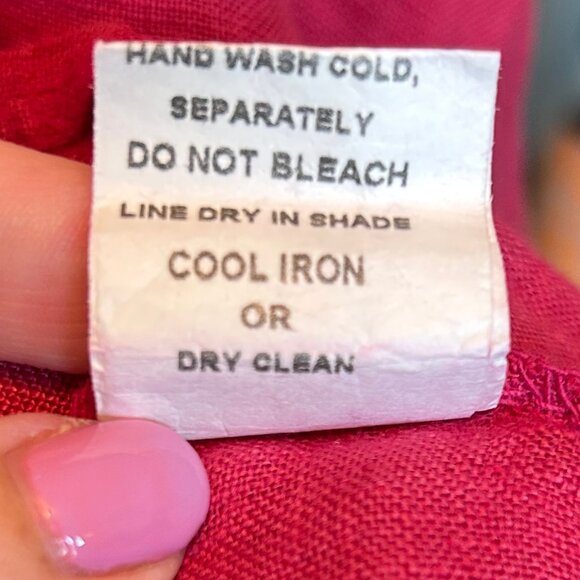 HAND WASH COLD,
SEPARATELY
DO NOT BLEACH
LINE DRY IN SHADE
COOL IRON
OR
DRY CLEAN